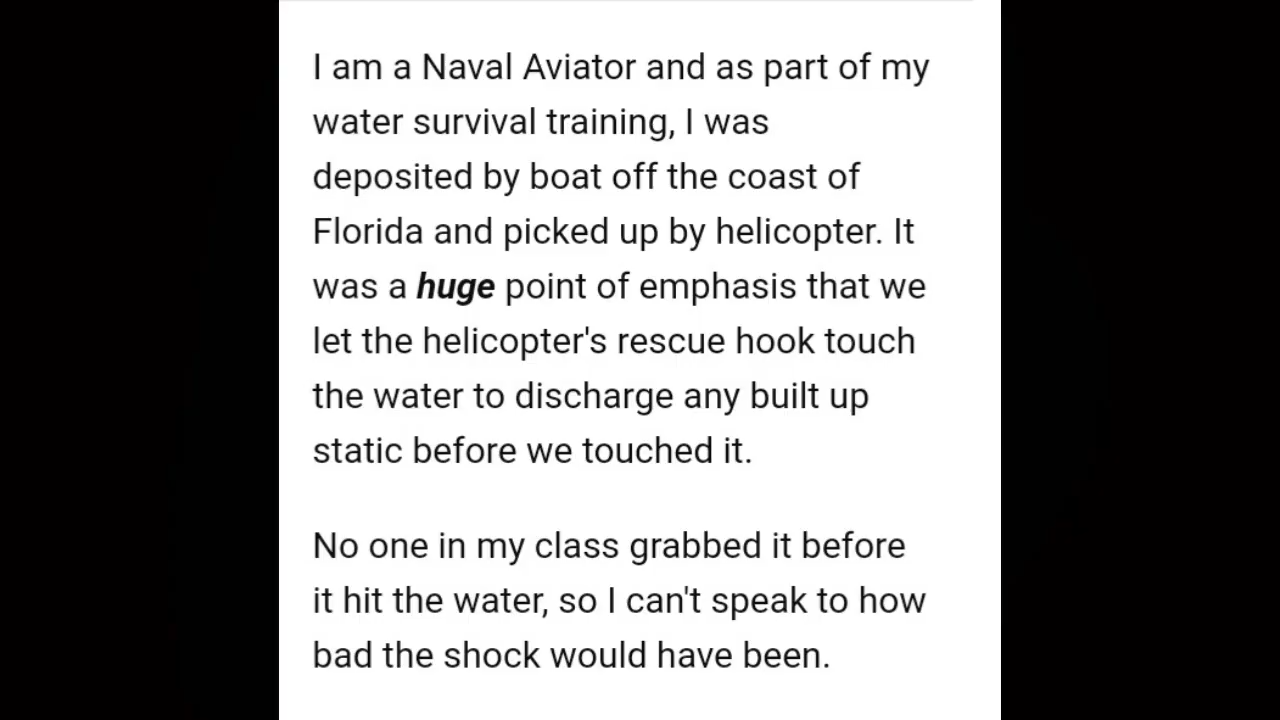 I am a Naval Aviator and as part of my
water survival training, I was
deposited by boat off the coast of
Florida and picked up by helicopter. It
was a huge point of emphasis that we
let the helicopter's rescue hook touch
the water to discharge any built up
static before we touched it.
No one in my class grabbed it before
it hit the water, so I can't speak to how
bad the shock would have been.